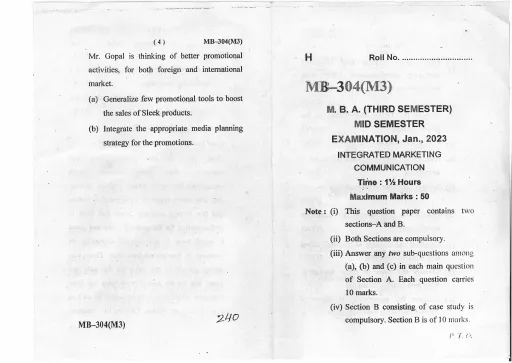 ( 4 ) MB-304(M3)
Mr. Gopal is thinking of better promotional
activities, for both foreign and international
market.
(a) Generalize few promotional tools to boost
the sales of Sleek products.
(b) Integrate the appropriate media planning
strategy for the promotions.
MB-304(M3)
240
H Roll No. ..............................
MB-304(M3)
M. B. A. (THIRD SEMESTER)
MID SEMESTER
EXAMINATION, Jan., 2023
INTEGRATED MARKETING
COMMUNICATION
Time : 1½ Hours
Maximum Marks : 50
Note : (i) This question paper contains two
sections-A and B.
(ii) Both Sections are compulsory.
(iii) Answer any two sub-questions among
(a), (b) and (c) in each main question
of Section A. Each question carries
10 marks.
(iv) Section B consisting of case study is
compulsory. Section B is of 10 marks.
P. T. O.